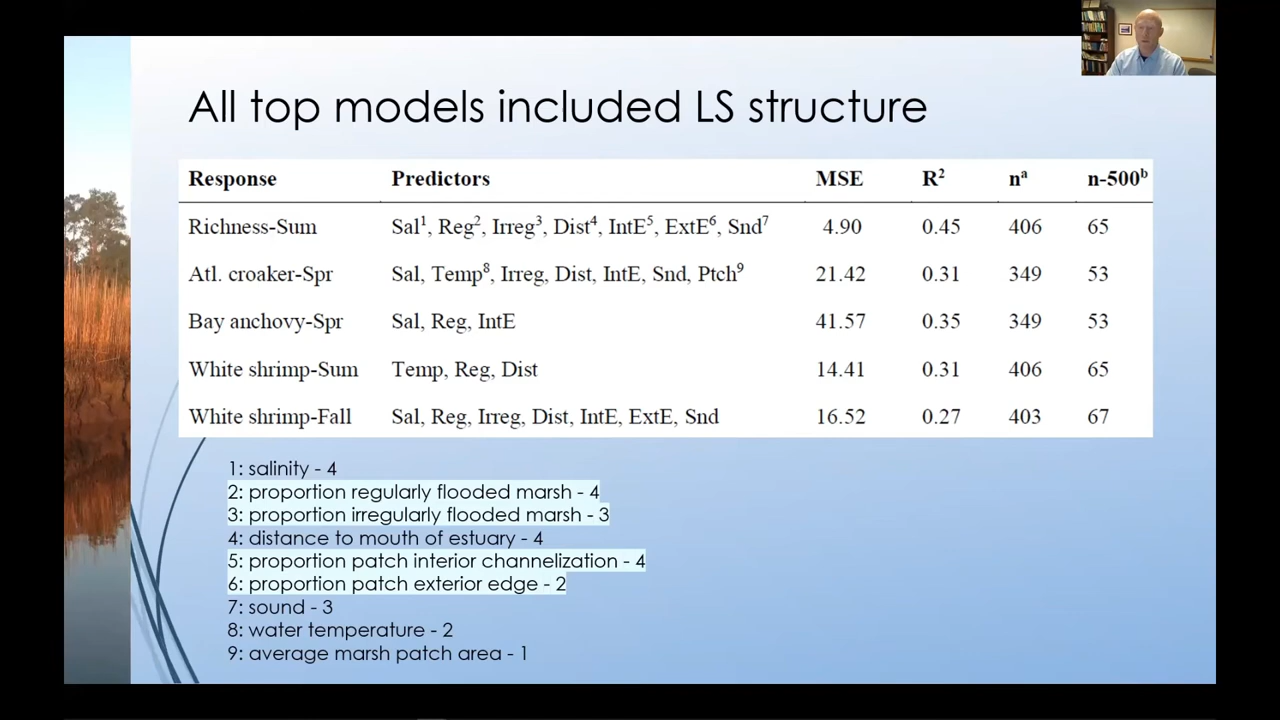 All top models included LS structure
Response Predictors MSE R² nᵃ n-500ᵇ
Richness-Sum Sal¹, Reg², Irreg³, Dist⁴, IntE⁵, ExtE⁶, Snd⁷ 4.90 0.45 406 65
Atl. croaker-Spr Sal, Temp⁸, Irreg, Dist, IntE, Snd, Ptch⁹ 21.42 0.31 349 53
Bay anchovy-Spr Sal, Reg, IntE 41.57 0.35 349 53
White shrimp-Sum Temp, Reg, Dist 14.41 0.31 406 65
White shrimp-Fall Sal, Reg, Irreg, Dist, IntE, ExtE, Snd 16.52 0.27 403 67
1: salinity - 4
2: proportion regularly flooded marsh - 4
3: proportion irregularly flooded marsh - 3
4: distance to mouth of estuary - 4
5: proportion patch interior channelization - 4
6: proportion patch exterior edge - 2
7: sound - 3
8: water temperature - 2
9: average marsh patch area - 1